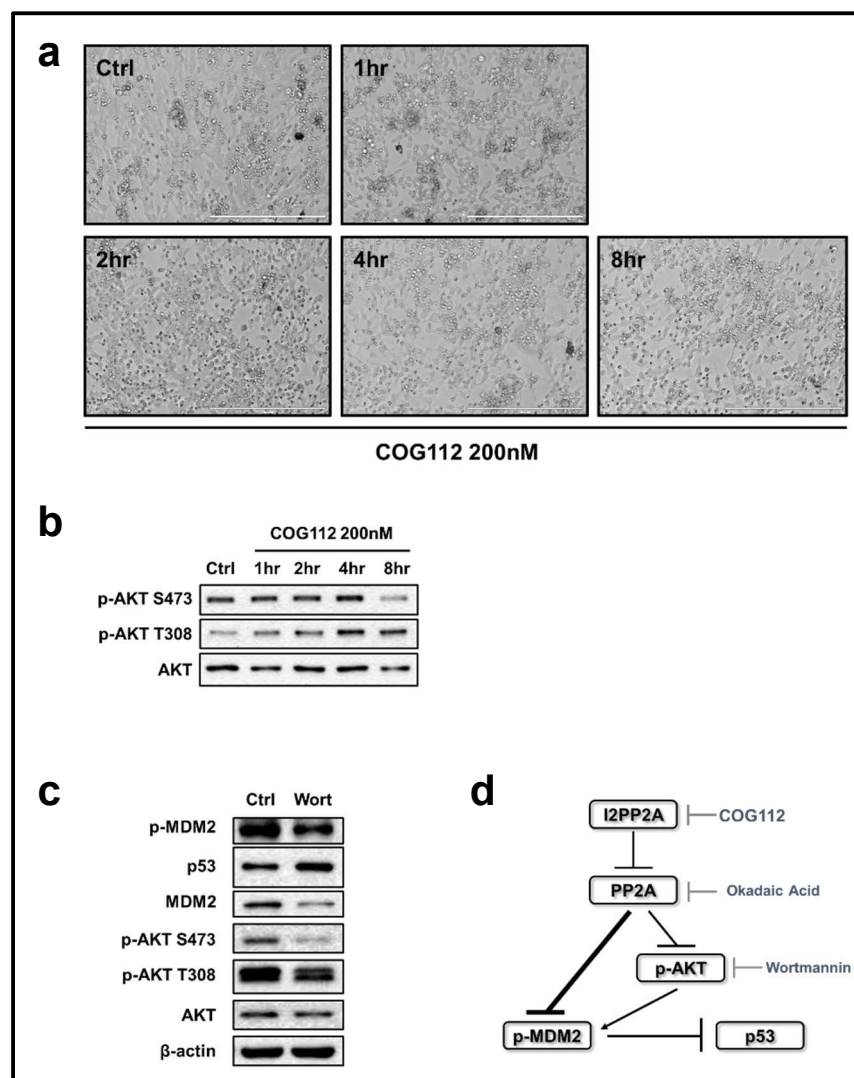 a
Ctrl
1hr
2hr
4hr
8hr
COG112 200nM
b
COG112 200nM
Ctrl 1hr 2hr 4hr 8hr
p-AKT S473
p-AKT T308
AKT
c
Ctrl Wort
p-MDM2
p53
MDM2
p-AKT S473
p-AKT T308
AKT
β-actin
d
I2PP2A
COG112
PP2A
Okadaic Acid
p-AKT
Wortmannin
p-MDM2
p53